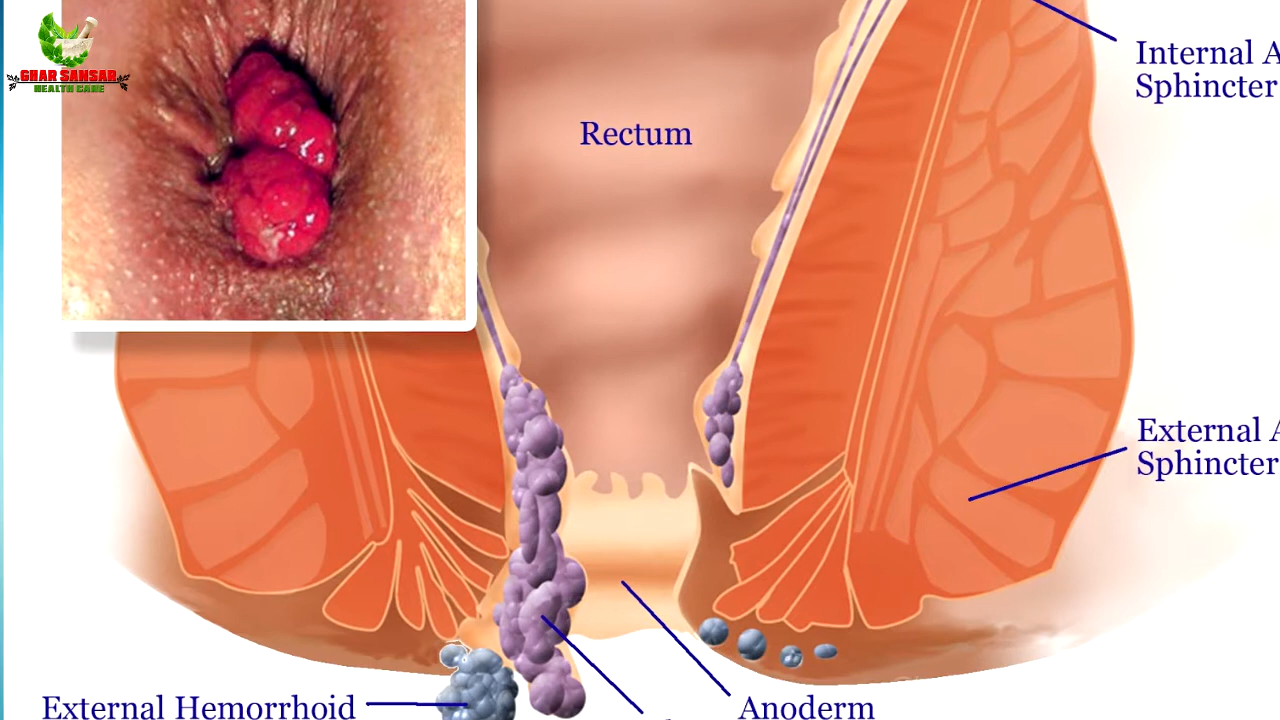 GHAR SANSAR
HEALTH CARE
Internal A
Sphincter
Rectum
External A
Sphincter
External Hemorrhoid
Anoderm